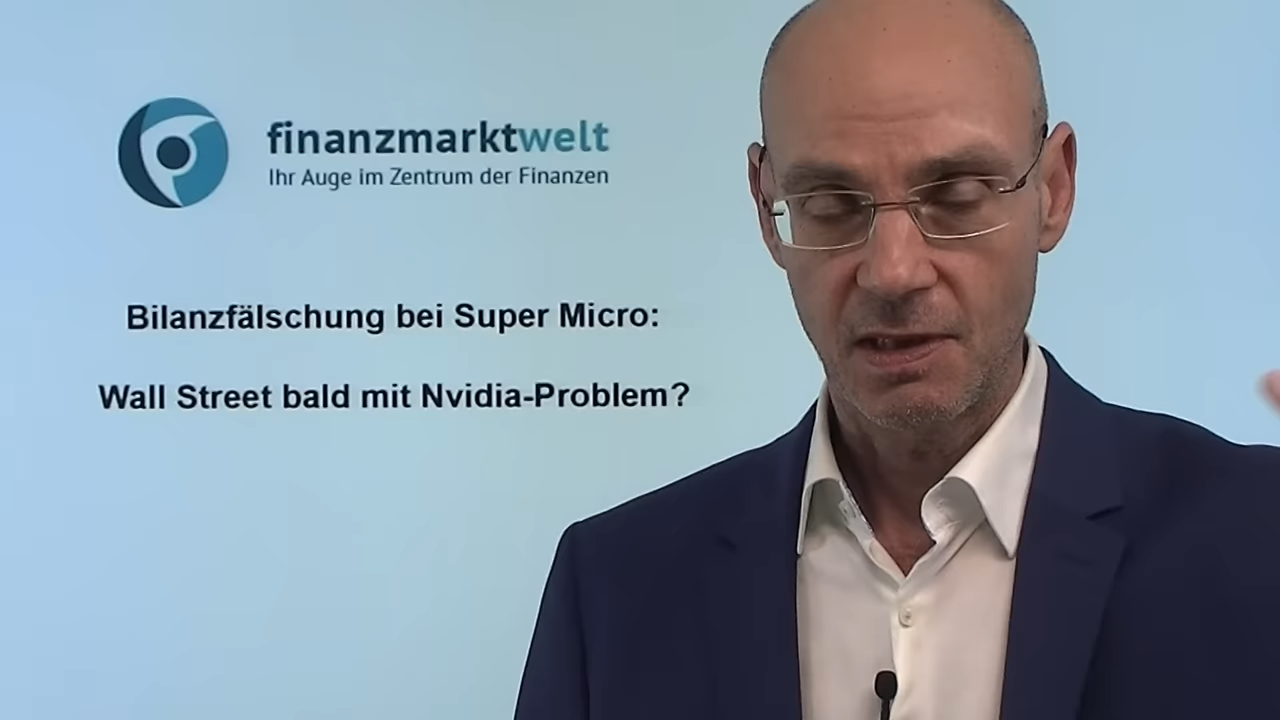 finanzmarktwelt
Ihr Auge im Zentrum der Finanzen
Bilanzfälschung bei Super Micro:
Wall Street bald mit Nvidia-Problem?